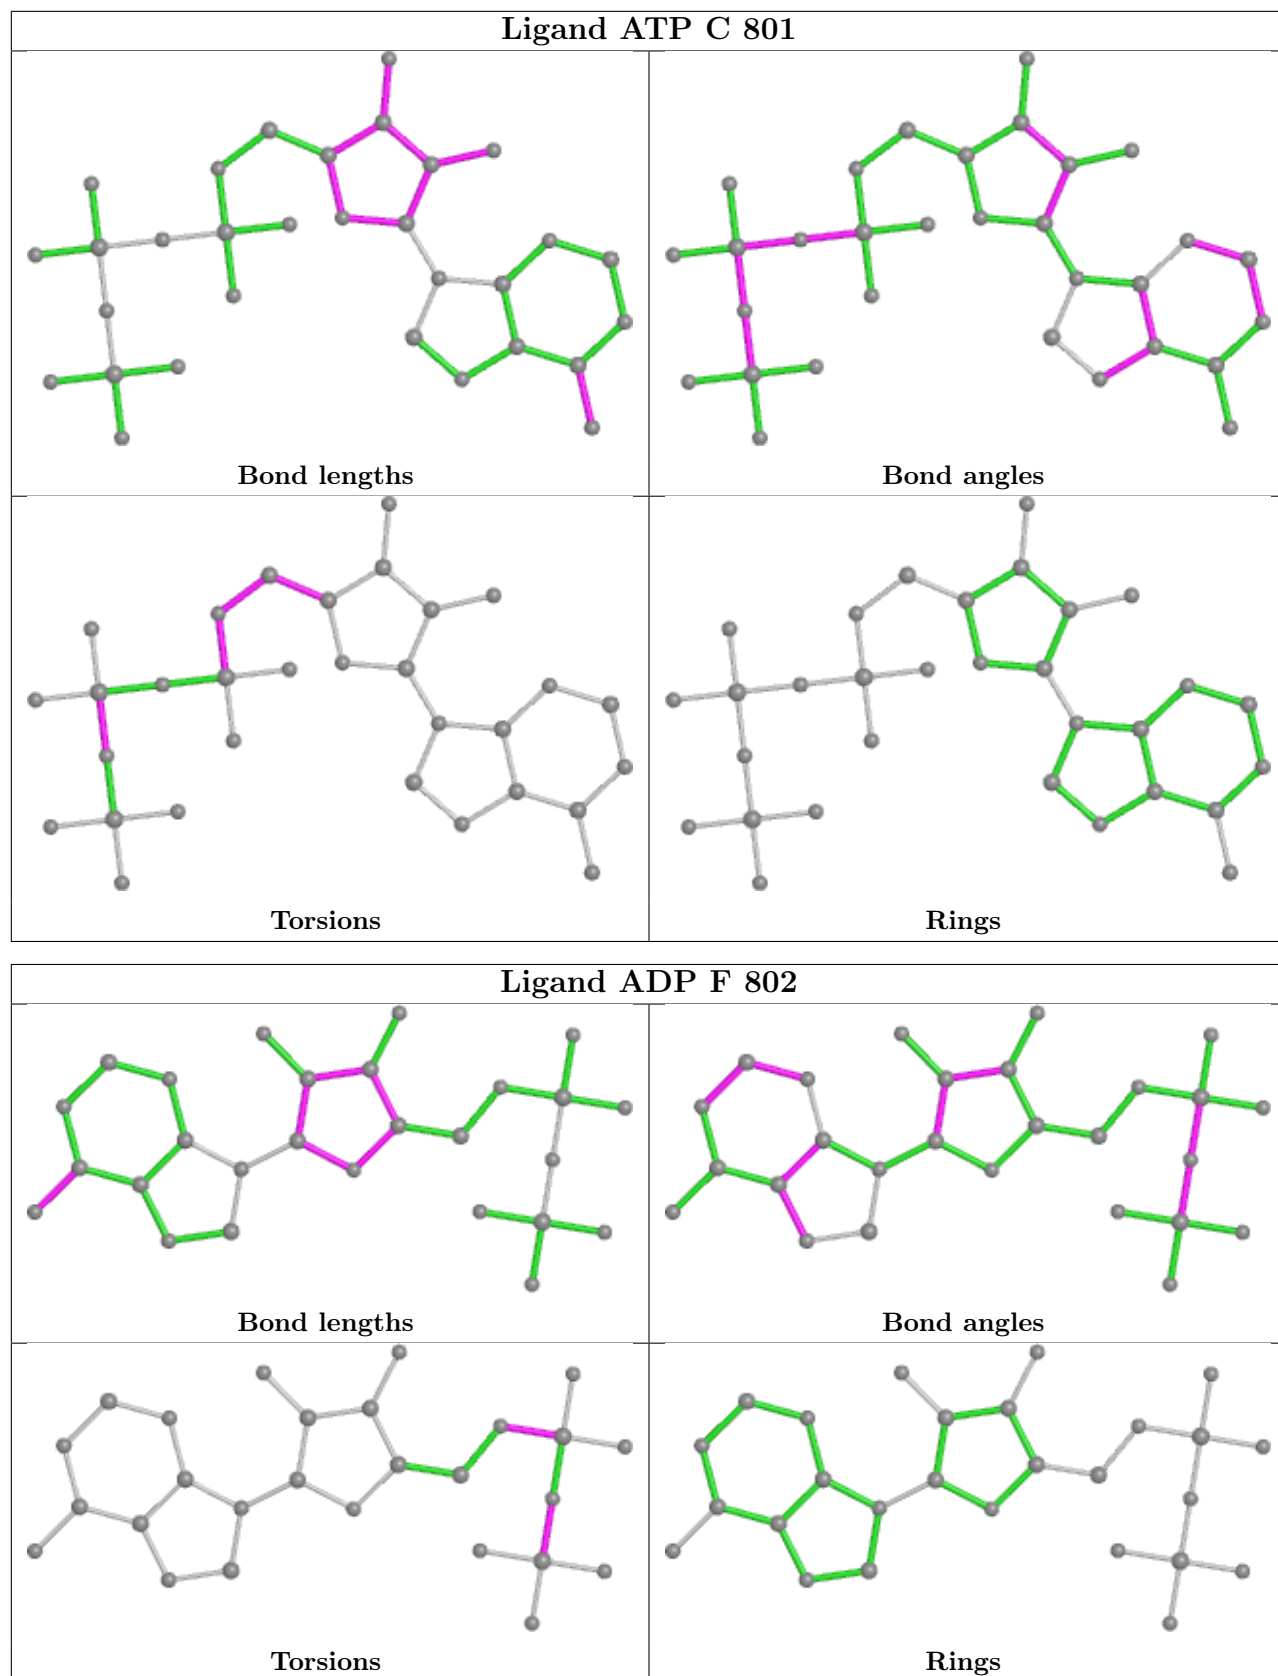 Ligand ATP C 801
Bond lengths
Bond angles
Torsions
Rings
Ligand ADP F 802
Bond lengths
Bond angles
Torsions
Rings